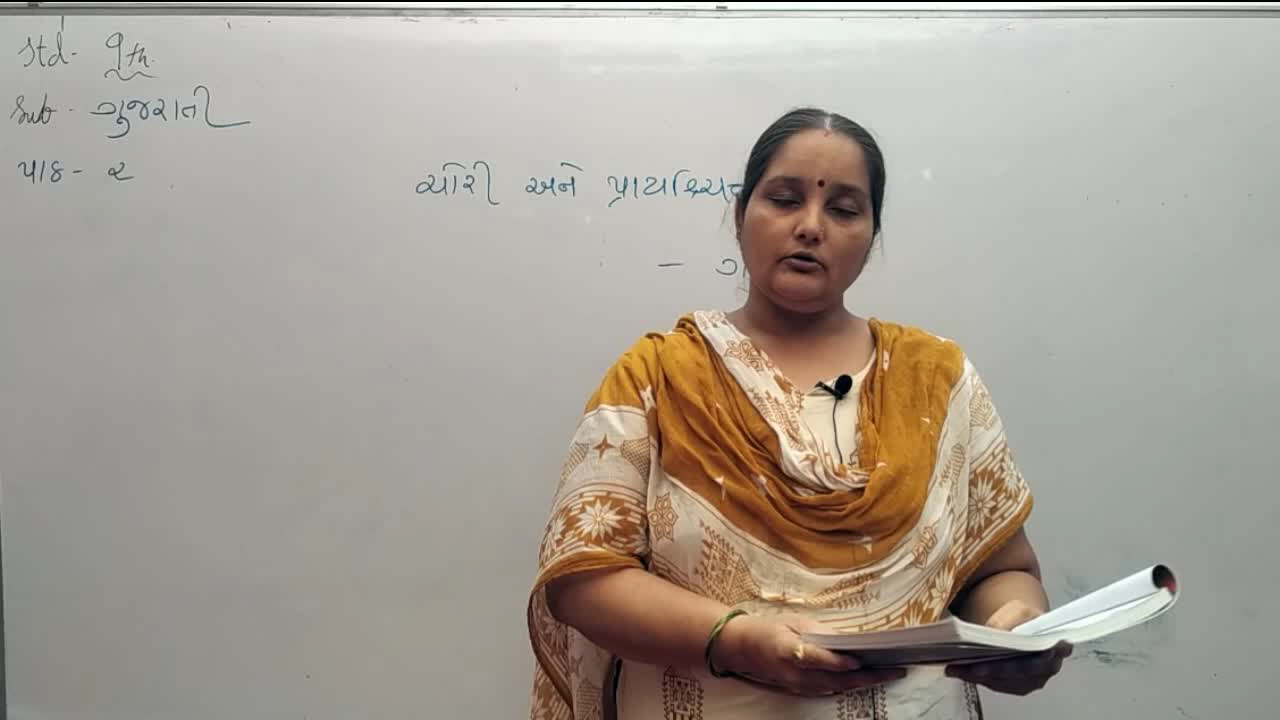 Std- 9th.
Sub - ગુજરાતી
પાઠ - ૨
ચોરી અને પ્રાયશ્ચિત
-